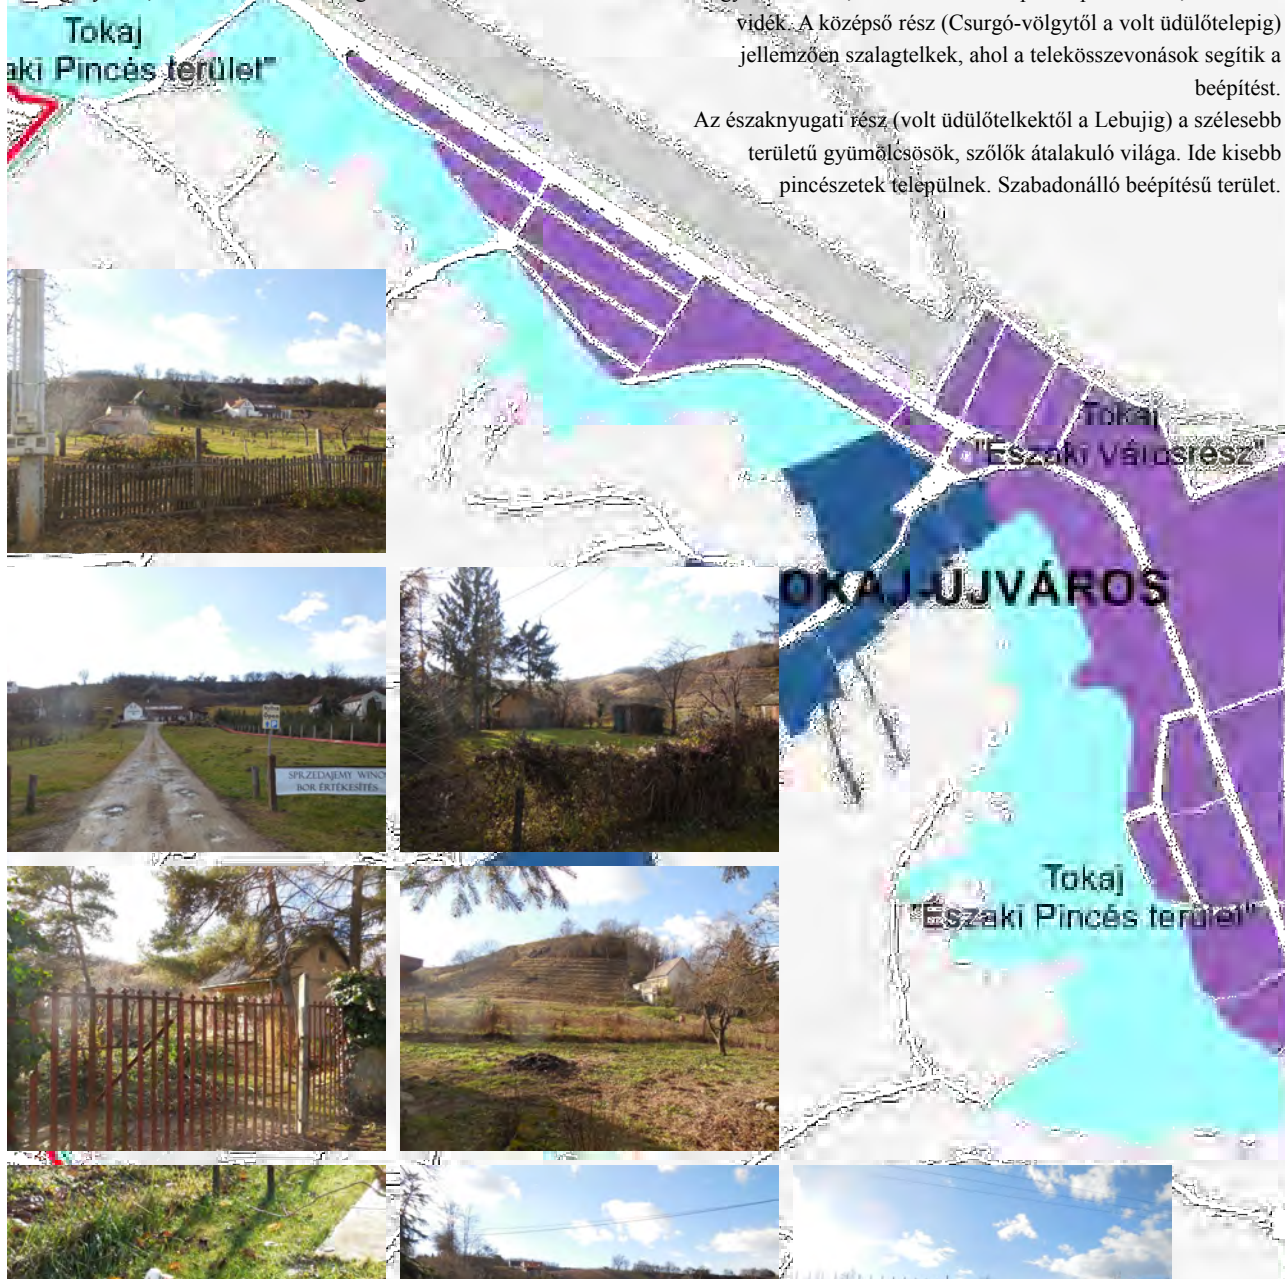 vidék. A középső rész (Csurgó-völgytől a volt üdülőtelepig)
jellemzően szalagtelkek, ahol a telekösszevonások segítik a
beépítést.
Az északnyugati rész (volt üdülőtelkektől a Lebujig) a szélesebb
területű gyümölcsösök, szőlők átalakuló világa. Ide kisebb
pincészetek települnek. Szabadonálló beépítésű terület.
Tokaj
aki Pincés terület"
Tokaj
"Északi Városrész"
OKAJ-ÚJVÁROS
SPRZEDAJEMY WINO
BOR ÉRTÉKESÍTÉS
Tokaj
"Északi Pincés terület"